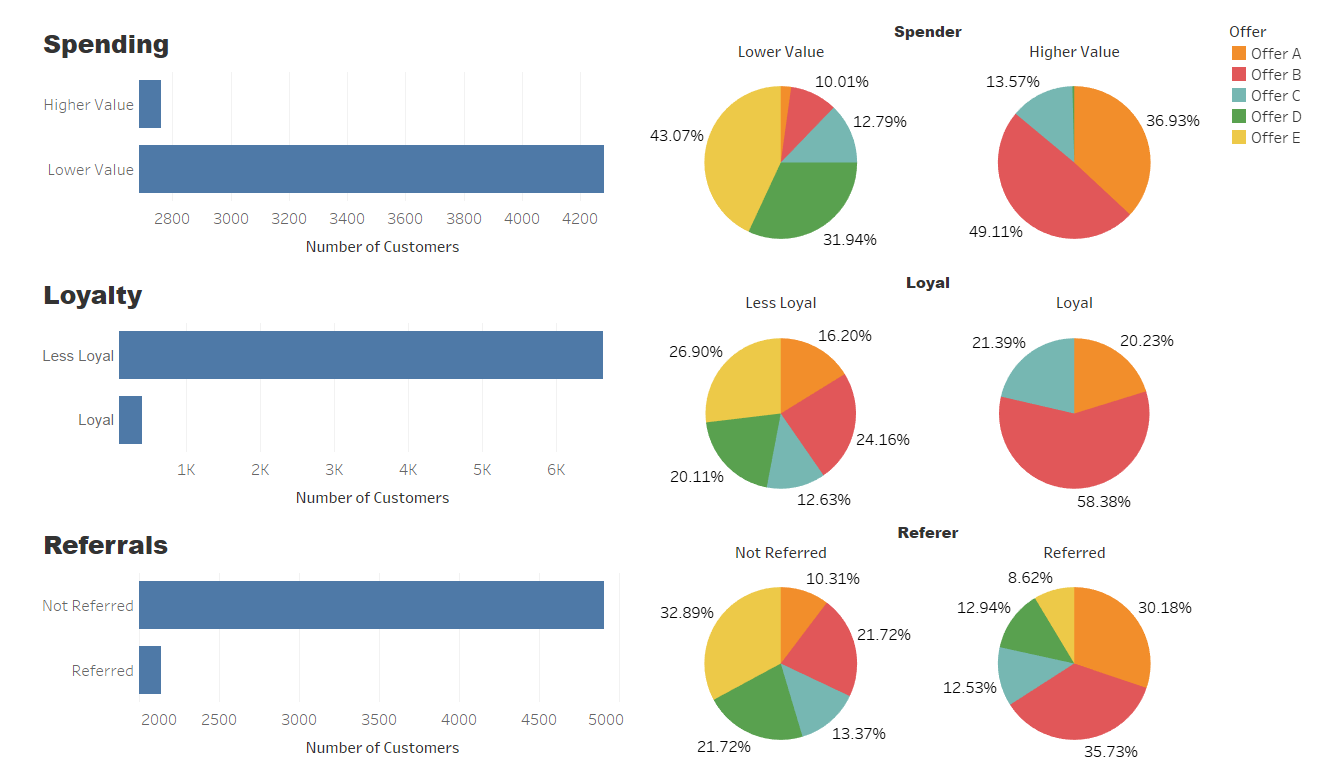 Spending
Higher Value
Lower Value
2800 3000 3200 3400 3600 3800 4000 4200
Number of Customers
Spender
Lower Value
Higher Value
10.01%
12.79%
31.94%
43.07%
13.57%
36.93%
49.11%
Offer
Offer A
Offer B
Offer C
Offer D
Offer E
Loyalty
Less Loyal
Loyal
1K 2K 3K 4K 5K 6K
Number of Customers
Loyal
Less Loyal
Loyal
16.20%
24.16%
12.63%
20.11%
26.90%
21.39%
20.23%
58.38%
Referrals
Not Referred
Referred
2000 2500 3000 3500 4000 4500 5000
Number of Customers
Referer
Not Referred
Referred
10.31%
21.72%
13.37%
21.72%
32.89%
8.62%
30.18%
35.73%
12.53%
12.94%